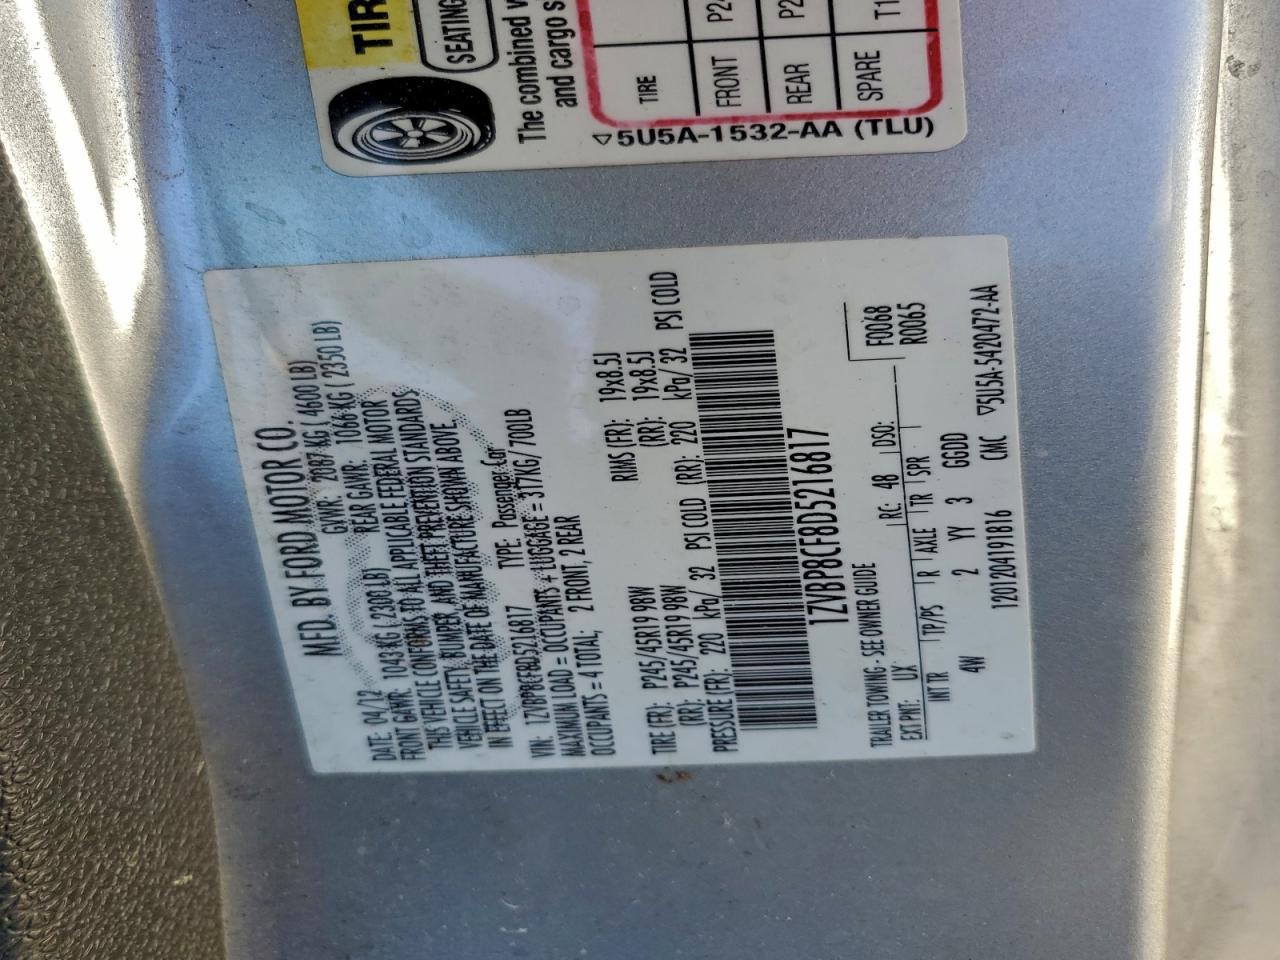 MFD. BY FORD MOTOR CO.
DATE: 04/12 GVWR: 2087 KG ( 4600 LB)
FRONT GAWR: 1043 KG ( 2300 LB) REAR GAWR: 1066 KG ( 2350 LB)
THIS VEHICLE CONFORMS TO ALL APPLICABLE FEDERAL MOTOR
VEHICLE SAFETY, BUMPER, AND THEFT PREVENTION STANDARDS
IN EFFECT ON THE DATE OF MANUFACTURE SHOWN ABOVE.
VIN: 1ZVBP8CF8D5216817 TYPE: Passenger Car
MAXIMUM LOAD = OCCUPANTS + LUGGAGE = 317KG/700LB
OCCUPANTS = 4 TOTAL; 2 FRONT, 2 REAR
TIRE (FR): P245/45R19 98W RIMS (FR): 19x8.5J
(RR): P245/45R19 98W (RR): 19x8.5J
PRESSURE (FR): 220 kPa/ 32 PSI COLD (RR): 220 kPa/ 32 PSI COLD
1ZVBP8CF8D5216817
TRAILER TOWING - SEE OWNER GUIDE F0068
R0065
EXT PNT: UX RC: 48 DSO:
INT TR TP/PS R AXLE TR SPR
4W 2 YY 3 GGDD
12012041918I6 CMC ▽5U5A-5420472-AA
TIR
SEATING
The combined
and cargo s
TIRE
FRONT P2
REAR P2
SPARE T1
◁5U5A-1532-AA (TLU)